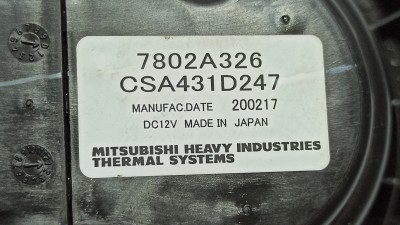 7802A326
CSA431D247
MANUFAC.DATE 200217
DC12V MADE IN JAPAN
MITSUBISHI HEAVY INDUSTRIES
THERMAL SYSTEMS